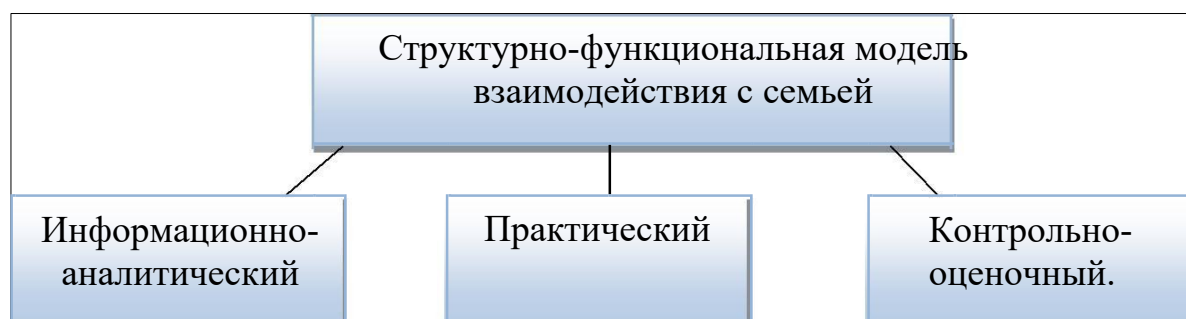 Структурно-функциональная модель
взаимодействия с семьей
Информационно-
аналитический
Практический
Контрольно-
оценочный.